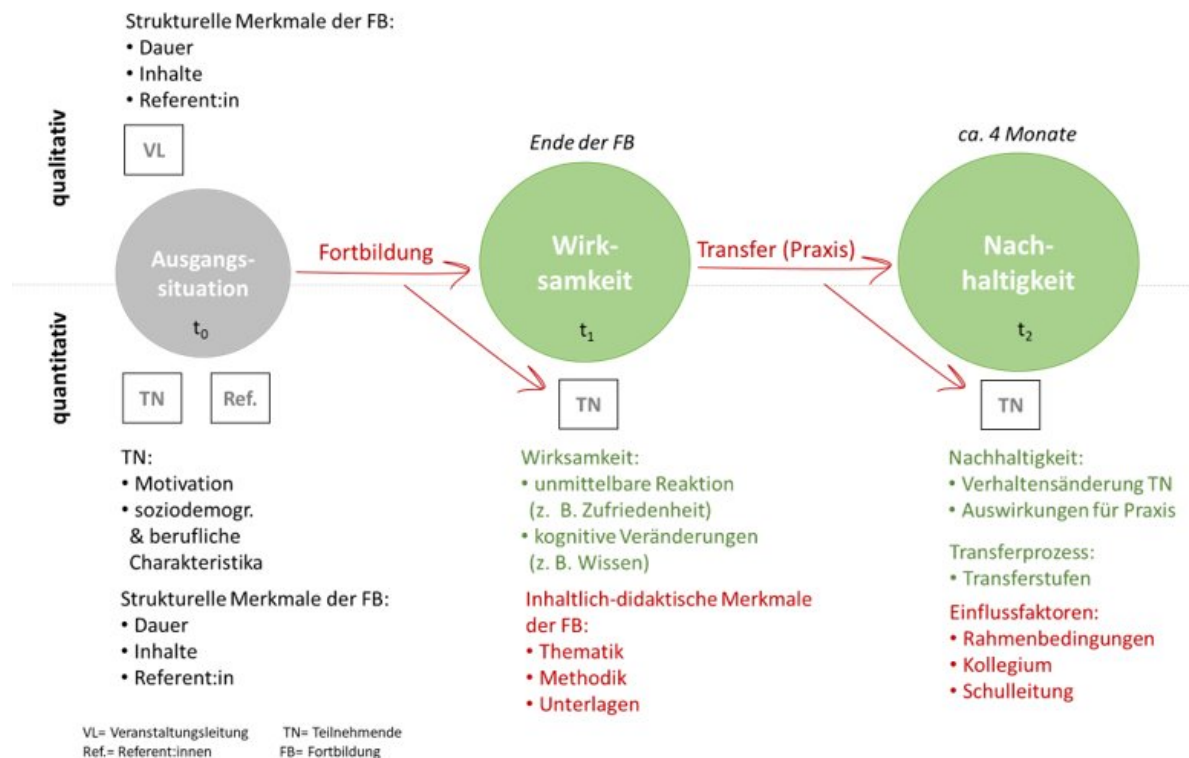 Strukturelle Merkmale der FB:
• Dauer
• Inhalte
• Referent:in
qualitativ
VL
Ende der FB
ca. 4 Monate
Ausgangs-
situation
t0
Fortbildung
Wirk-
samkeit
t1
Transfer (Praxis)
Nach-
haltigkeit
t2
quantitativ
TN
Ref.
TN
TN
TN:
• Motivation
• soziodemogr.
& berufliche
Charakteristika
Strukturelle Merkmale der FB:
• Dauer
• Inhalte
• Referent:in
Wirksamkeit:
• unmittelbare Reaktion
(z. B. Zufriedenheit)
• kognitive Veränderungen
(z. B. Wissen)
Inhaltlich-didaktische Merkmale
der FB:
• Thematik
• Methodik
• Unterlagen
Nachhaltigkeit:
• Verhaltensänderung TN
• Auswirkungen für Praxis
Transferprozess:
• Transferstufen
Einflussfaktoren:
• Rahmenbedingungen
• Kollegium
• Schulleitung
VL= Veranstaltungsleitung TN= Teilnehmende
Ref.= Referent:innen FB= Fortbildung